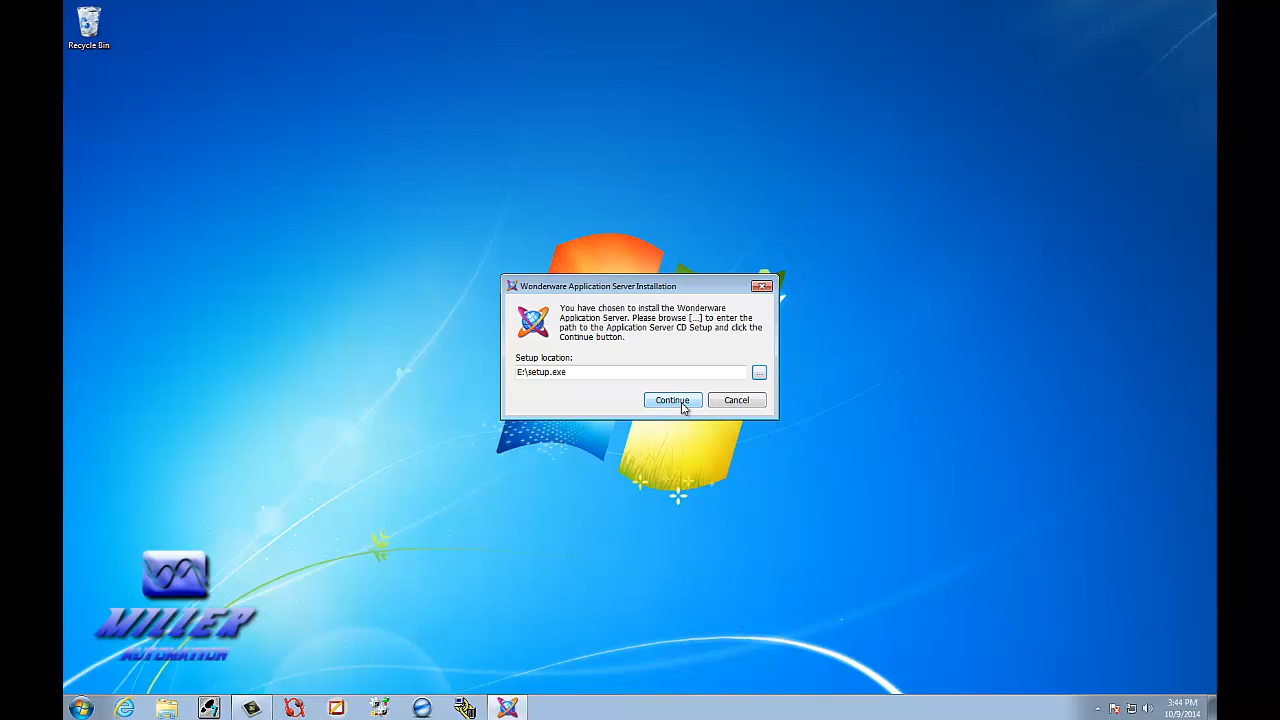 Recycle Bin
Wonderware Application Server Installation
You have chosen to install the Wonderware
Application Server. Please browse [...] to enter the
path to the Application Server CD Setup and click the
Continue button.
Setup location:
E:\setup.exe
...
Continue
Cancel
MILLER
AUTOMATION
3:44 PM
10/9/2014